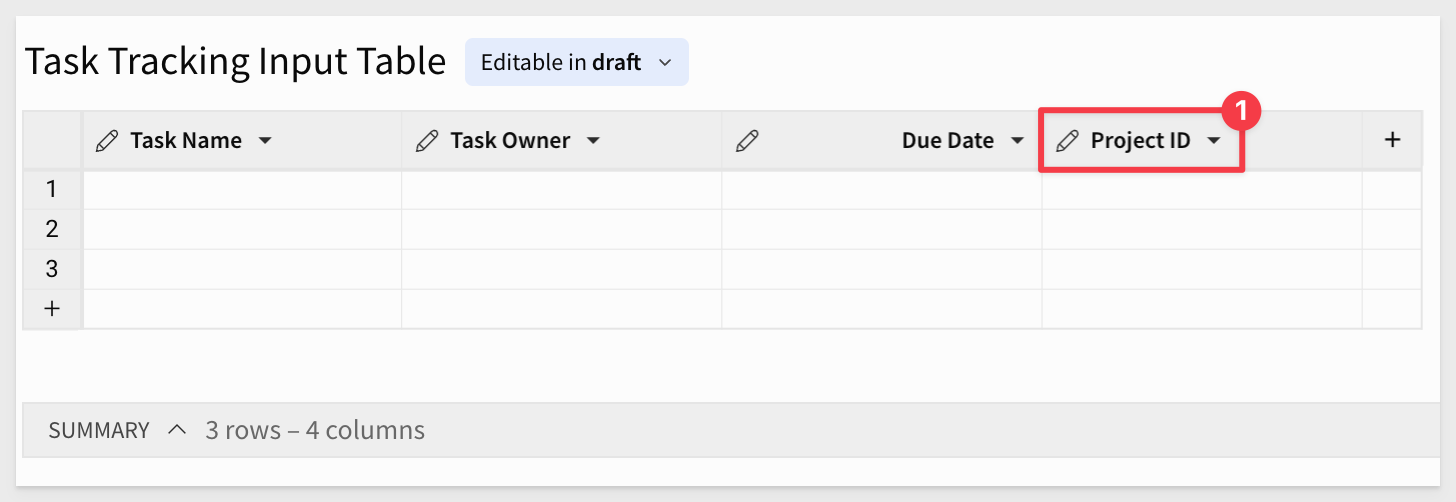 Task Tracking Input Table Editable in draft
Task Name Task Owner Due Date Project ID +
1
1
2
3
+
SUMMARY 3 rows – 4 columns